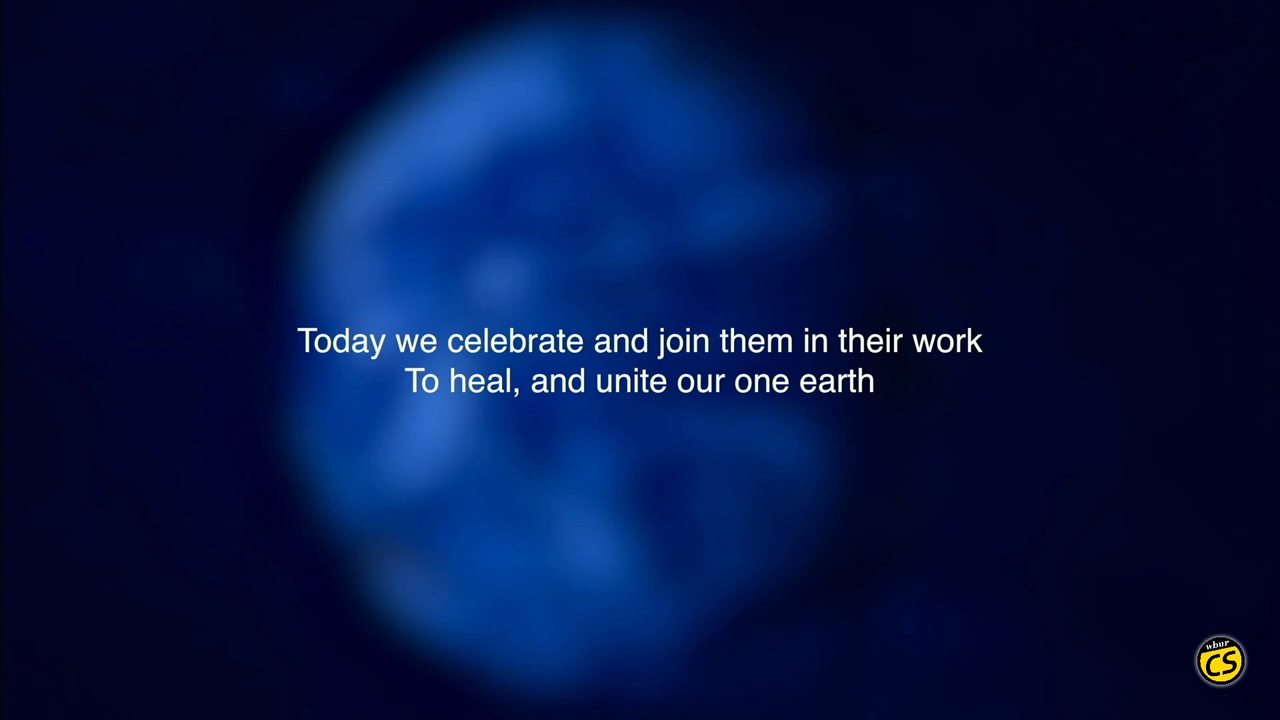 Today we celebrate and join them in their work
To heal, and unite our one earth
wbur
CS